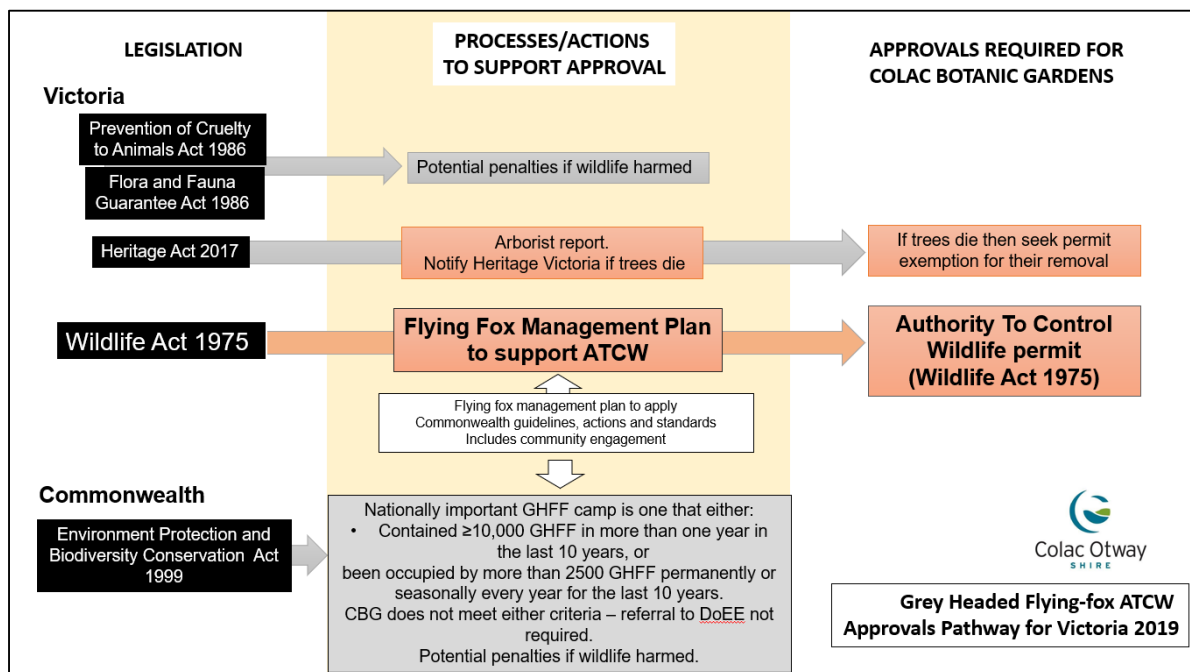 LEGISLATION
PROCESSES/ACTIONS
TO SUPPORT APPROVAL
APPROVALS REQUIRED FOR
COLAC BOTANIC GARDENS
Victoria
Prevention of Cruelty
to Animals Act 1986
Flora and Fauna
Guarantee Act 1986
Potential penalties if wildlife harmed
Heritage Act 2017
Arborist report.
Notify Heritage Victoria if trees die
If trees die then seek permit
exemption for their removal
Wildlife Act 1975
Flying Fox Management Plan
to support ATCW
Authority To Control
Wildlife permit
(Wildlife Act 1975)
Flying fox management plan to apply
Commonwealth guidelines, actions and standards
Includes community engagement
Commonwealth
Environment Protection and
Biodiversity Conservation Act
1999
Nationally important GHFF camp is one that either:
• Contained ≥10,000 GHFF in more than one year in
the last 10 years, or
been occupied by more than 2500 GHFF permanently or
seasonally every year for the last 10 years.
CBG does not meet either criteria – referral to DoEE not
required.
Potential penalties if wildlife harmed.
Colac Otway
SHIRE
Grey Headed Flying-fox ATCW
Approvals Pathway for Victoria 2019